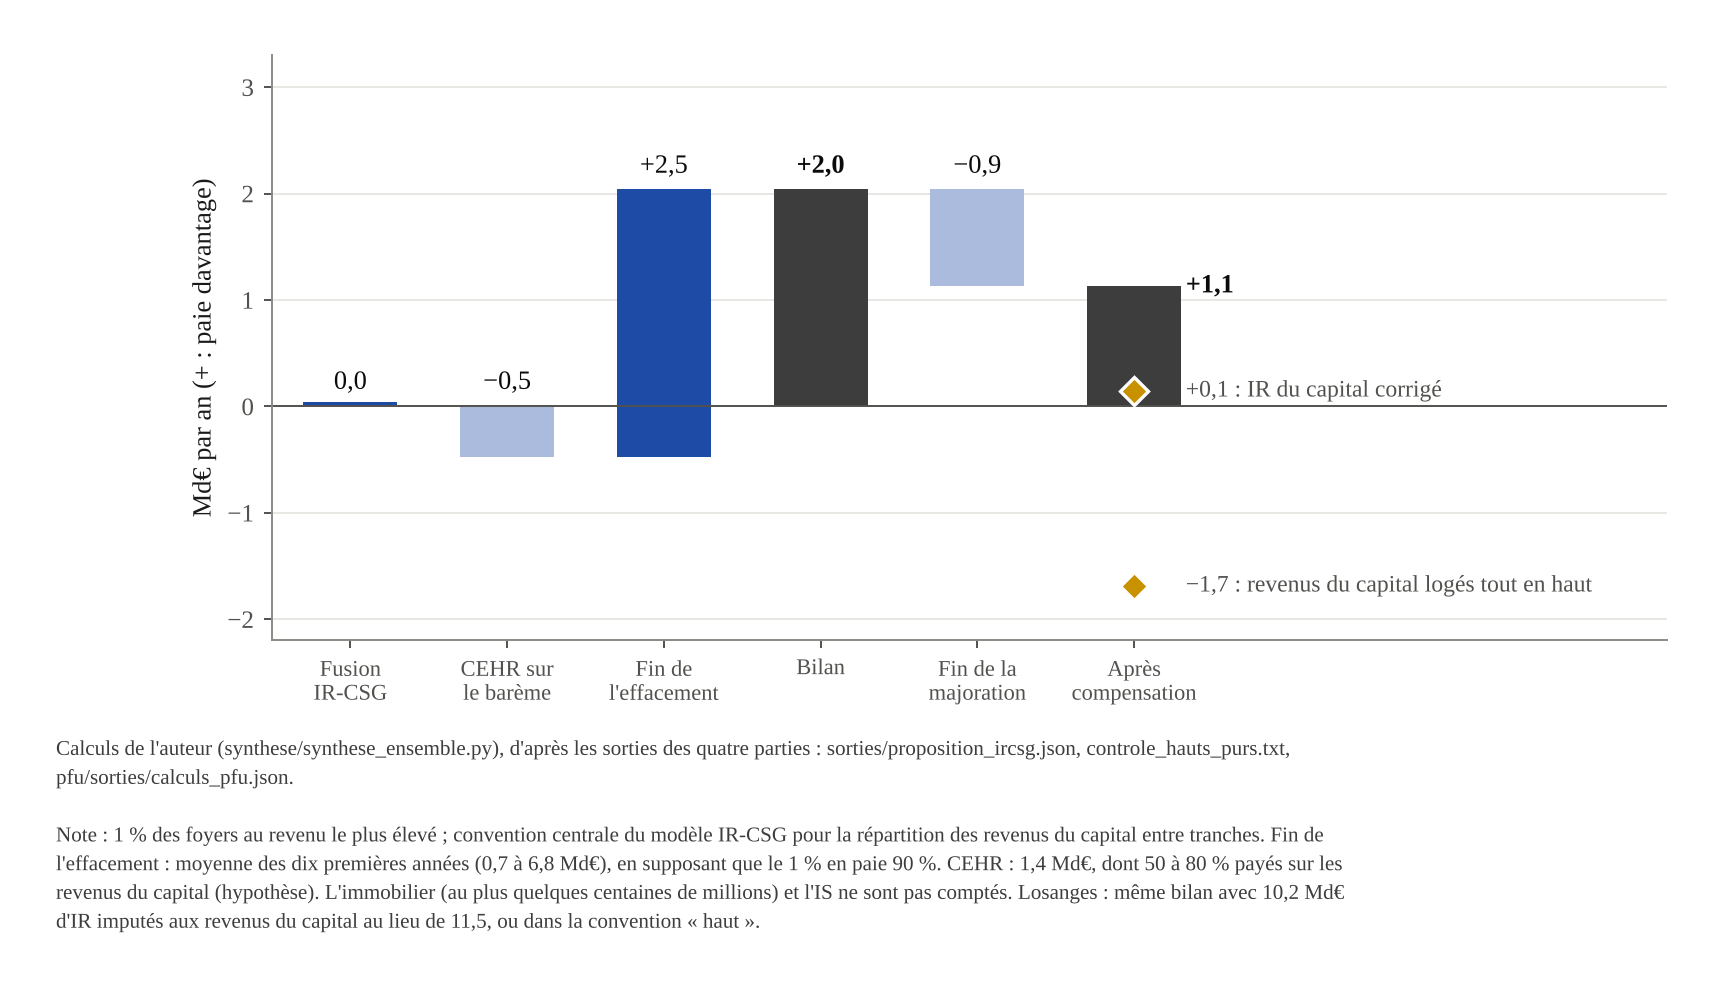 Md€ par an (+ : paie davantage)
3
2
1
0
−1
−2
0,0
−0,5
+2,5
+2,0
−0,9
+1,1
+0,1 : IR du capital corrigé
−1,7 : revenus du capital logés tout en haut
Fusion
IR-CSG
CEHR sur
le barème
Fin de
l'effacement
Bilan
Fin de la
majoration
Après
compensation
Calculs de l'auteur (synthese/synthese_ensemble.py), d'après les sorties des quatre parties : sorties/proposition_ircsg.json, controle_hauts_purs.txt,
pfu/sorties/calculs_pfu.json.
Note : 1 % des foyers au revenu le plus élevé ; convention centrale du modèle IR-CSG pour la répartition des revenus du capital entre tranches. Fin de
l'effacement : moyenne des dix premières années (0,7 à 6,8 Md€), en supposant que le 1 % en paie 90 %. CEHR : 1,4 Md€, dont 50 à 80 % payés sur les
revenus du capital (hypothèse). L'immobilier (au plus quelques centaines de millions) et l'IS ne sont pas comptés. Losanges : même bilan avec 10,2 Md€
d'IR imputés aux revenus du capital au lieu de 11,5, ou dans la convention « haut ».